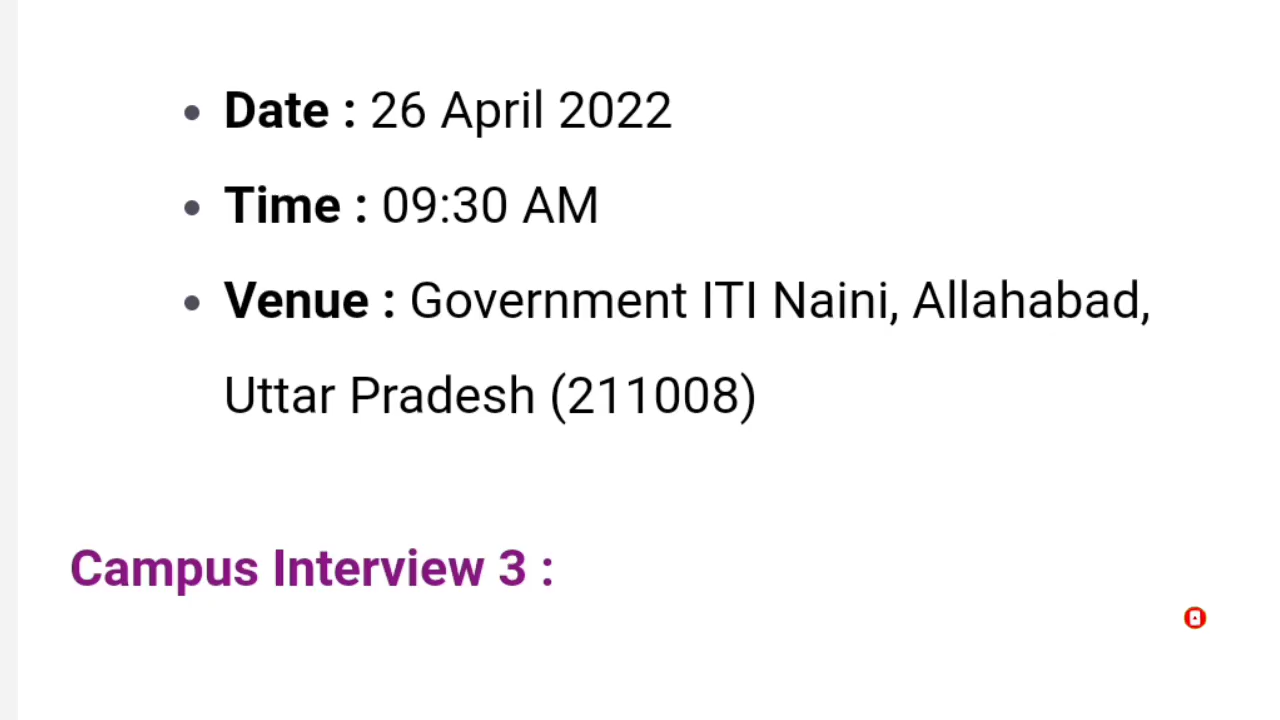 Date : 26 April 2022
Time : 09:30 AM
Venue : Government ITI Naini, Allahabad,
Uttar Pradesh (211008)
Campus Interview 3 :